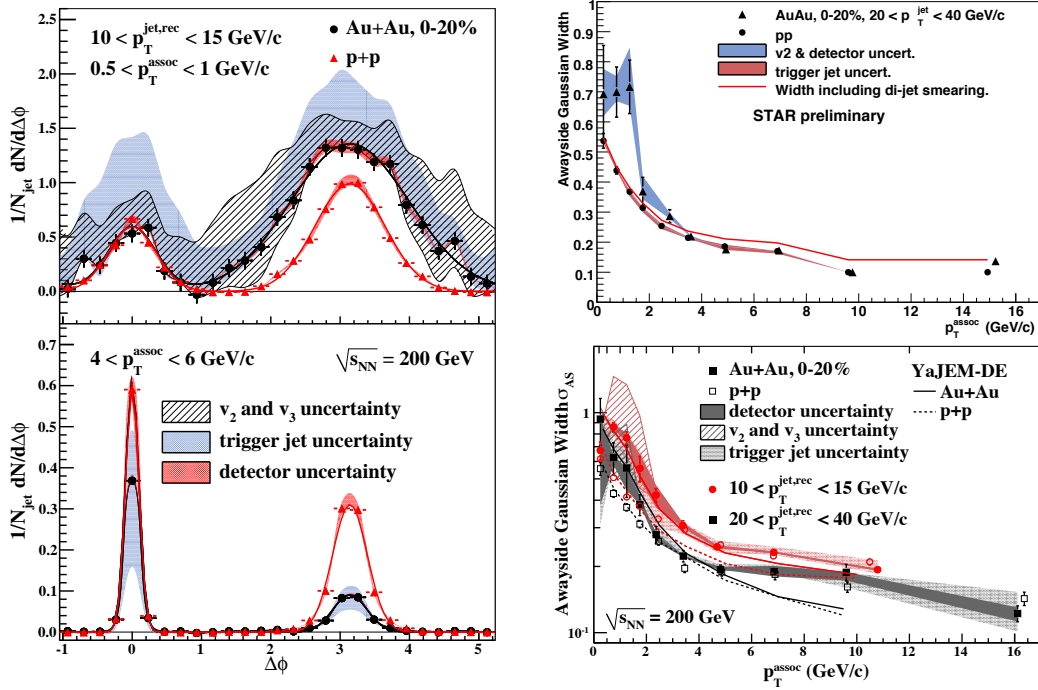 1/N_jet dN/dΔφ
2.5
2.0
1.5
1.0
0.5
0.0
10 < p_T^jet,rec < 15 GeV/c
0.5 < p_T^assoc < 1 GeV/c
Au+Au, 0-20%
p+p
1/N_jet dN/dΔφ
0.7
0.6
0.5
0.4
0.3
0.2
0.1
0.0
4 < p_T^assoc < 6 GeV/c
√s_NN = 200 GeV
v_2 and v_3 uncertainty
trigger jet uncertainty
detector uncertainty
-1 0 1 2 3 4 5
Δφ
Awayside Gaussian Width
1
0.9
0.8
0.7
0.6
0.5
0.4
0.3
0.2
0.1
0
AuAu, 0-20%, 20 < p_T^jet < 40 GeV/c
pp
v2 & detector uncert.
trigger jet uncert.
Width including di-jet smearing.
STAR preliminary
0 2 4 6 8 10 12 14 16
p_T^assoc (GeV/c)
Awayside Gaussian Width σ_AS
1
10^-1
Au+Au, 0-20%
p+p
detector uncertainty
v_2 and v_3 uncertainty
trigger jet uncertainty
10 < p_T^jet,rec < 15 GeV/c
20 < p_T^jet,rec < 40 GeV/c
YaJEM-DE
Au+Au
p+p
√s_NN = 200 GeV
0 2 4 6 8 10 12 14 16
p_T^assoc (GeV/c)